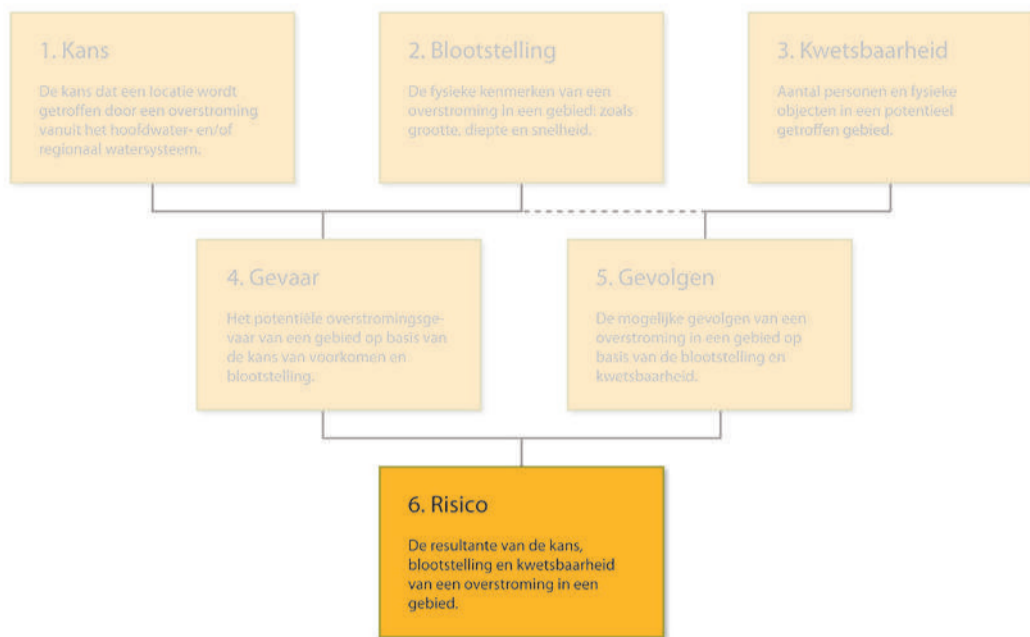 1. Kans
De kans dat een locatie wordt
getroffen door een overstroming
vanuit het hoofdwater- en/of
regionaal watersysteem.
2. Blootstelling
De fysieke kenmerken van een
overstroming in een gebied: zoals
grootte, diepte en snelheid.
3. Kwetsbaarheid
Aantal personen en fysieke
objecten in een potentieel
getroffen gebied.
4. Gevaar
Het potentiële overstromingsge-
vaar van een gebied op basis van
de kans van voorkomen en
blootstelling.
5. Gevolgen
De mogelijke gevolgen van een
overstroming in een gebied op
basis van de blootstelling en
kwetsbaarheid.
6. Risico
De resultante van de kans,
blootstelling en kwetsbaarheid
van een overstroming in een
gebied.